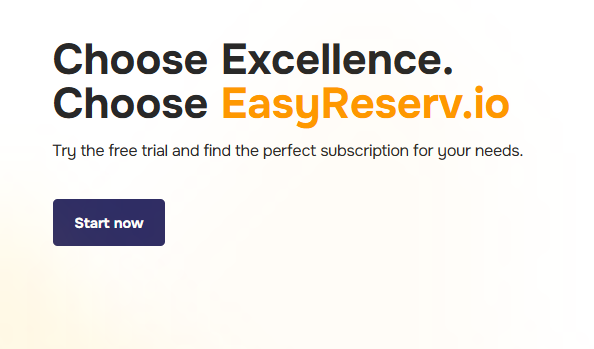 Choose Excellence.
Choose EasyReserv.io
Try the free trial and find the perfect subscription for your needs.
Start now